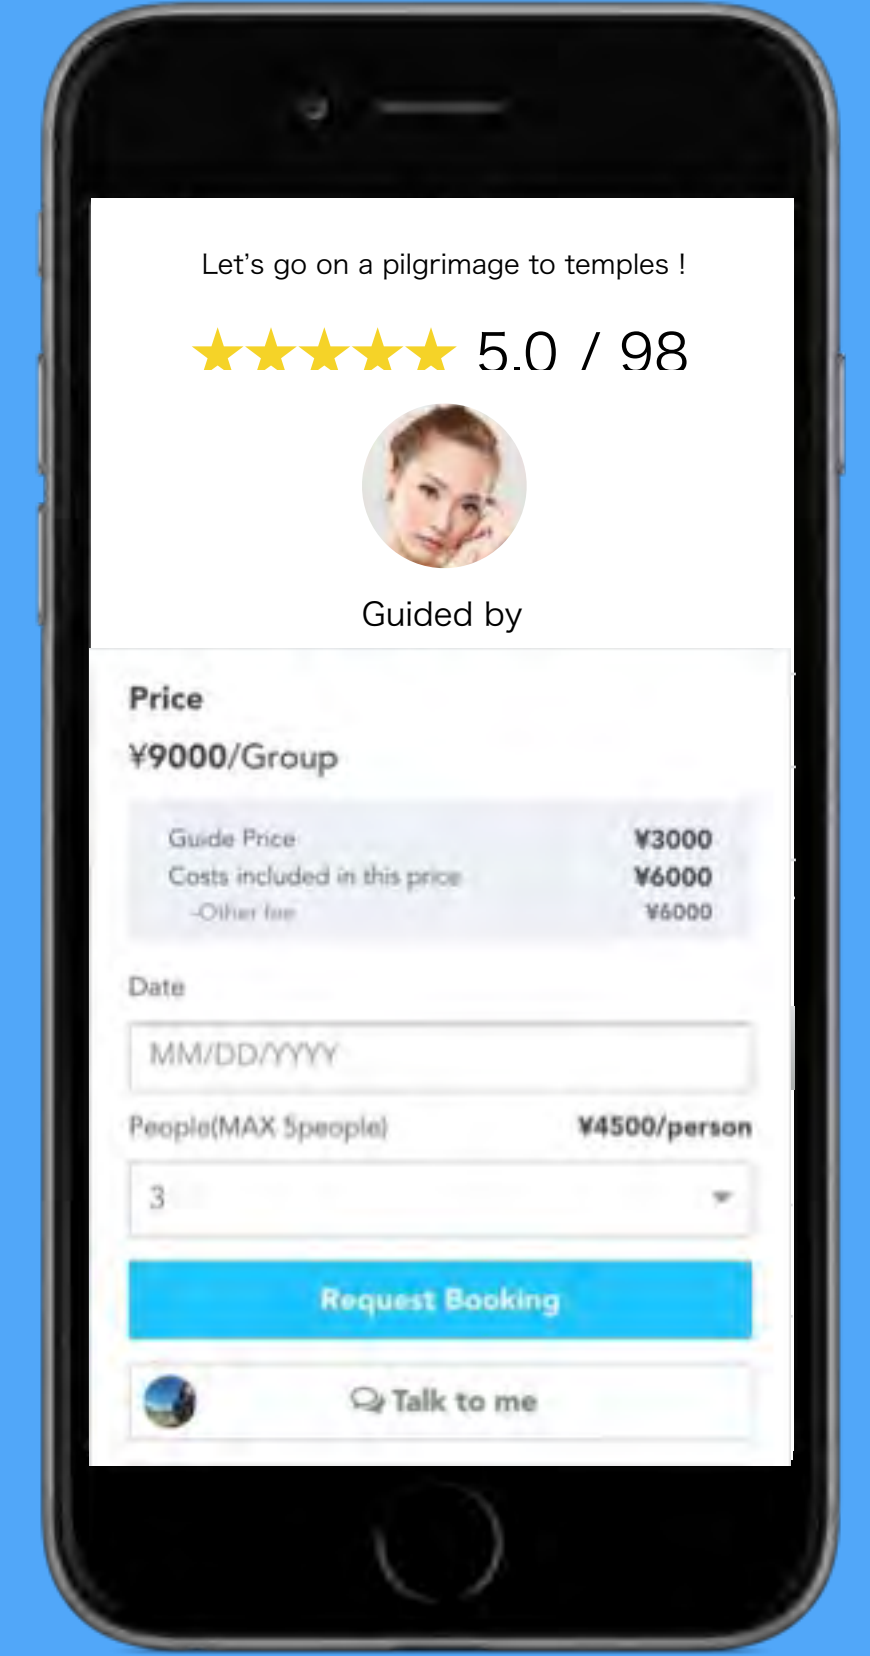 Let’s go on a pilgrimage to temples !
★★★★★ 5.0 / 98
Guided by
Price
¥9000/Group
Guide Price ¥3000
Costs included in this price ¥6000
-Other fee ¥6000
Date
MM/DD/YYYY
People(MAX 5people) ¥4500/person
3
Request Booking
Talk to me